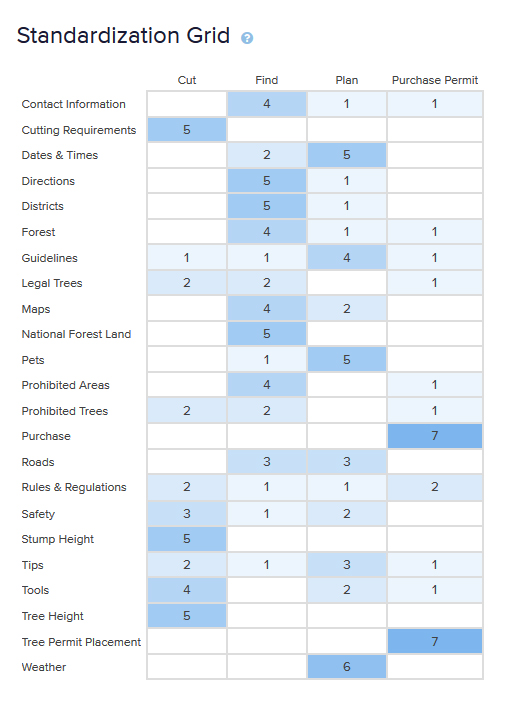 Standardization Grid ?
Cut Find Plan Purchase Permit
Contact Information 4 1 1
Cutting Requirements 5
Dates & Times 2 5
Directions 5 1
Districts 5 1
Forest 4 1 1
Guidelines 1 1 4 1
Legal Trees 2 2 1
Maps 4 2
National Forest Land 5
Pets 1 5
Prohibited Areas 4 1
Prohibited Trees 2 2 1
Purchase 7
Roads 3 3
Rules & Regulations 2 1 1 2
Safety 3 1 2
Stump Height 5
Tips 2 1 3 1
Tools 4 2 1
Tree Height 5
Tree Permit Placement 7
Weather 6